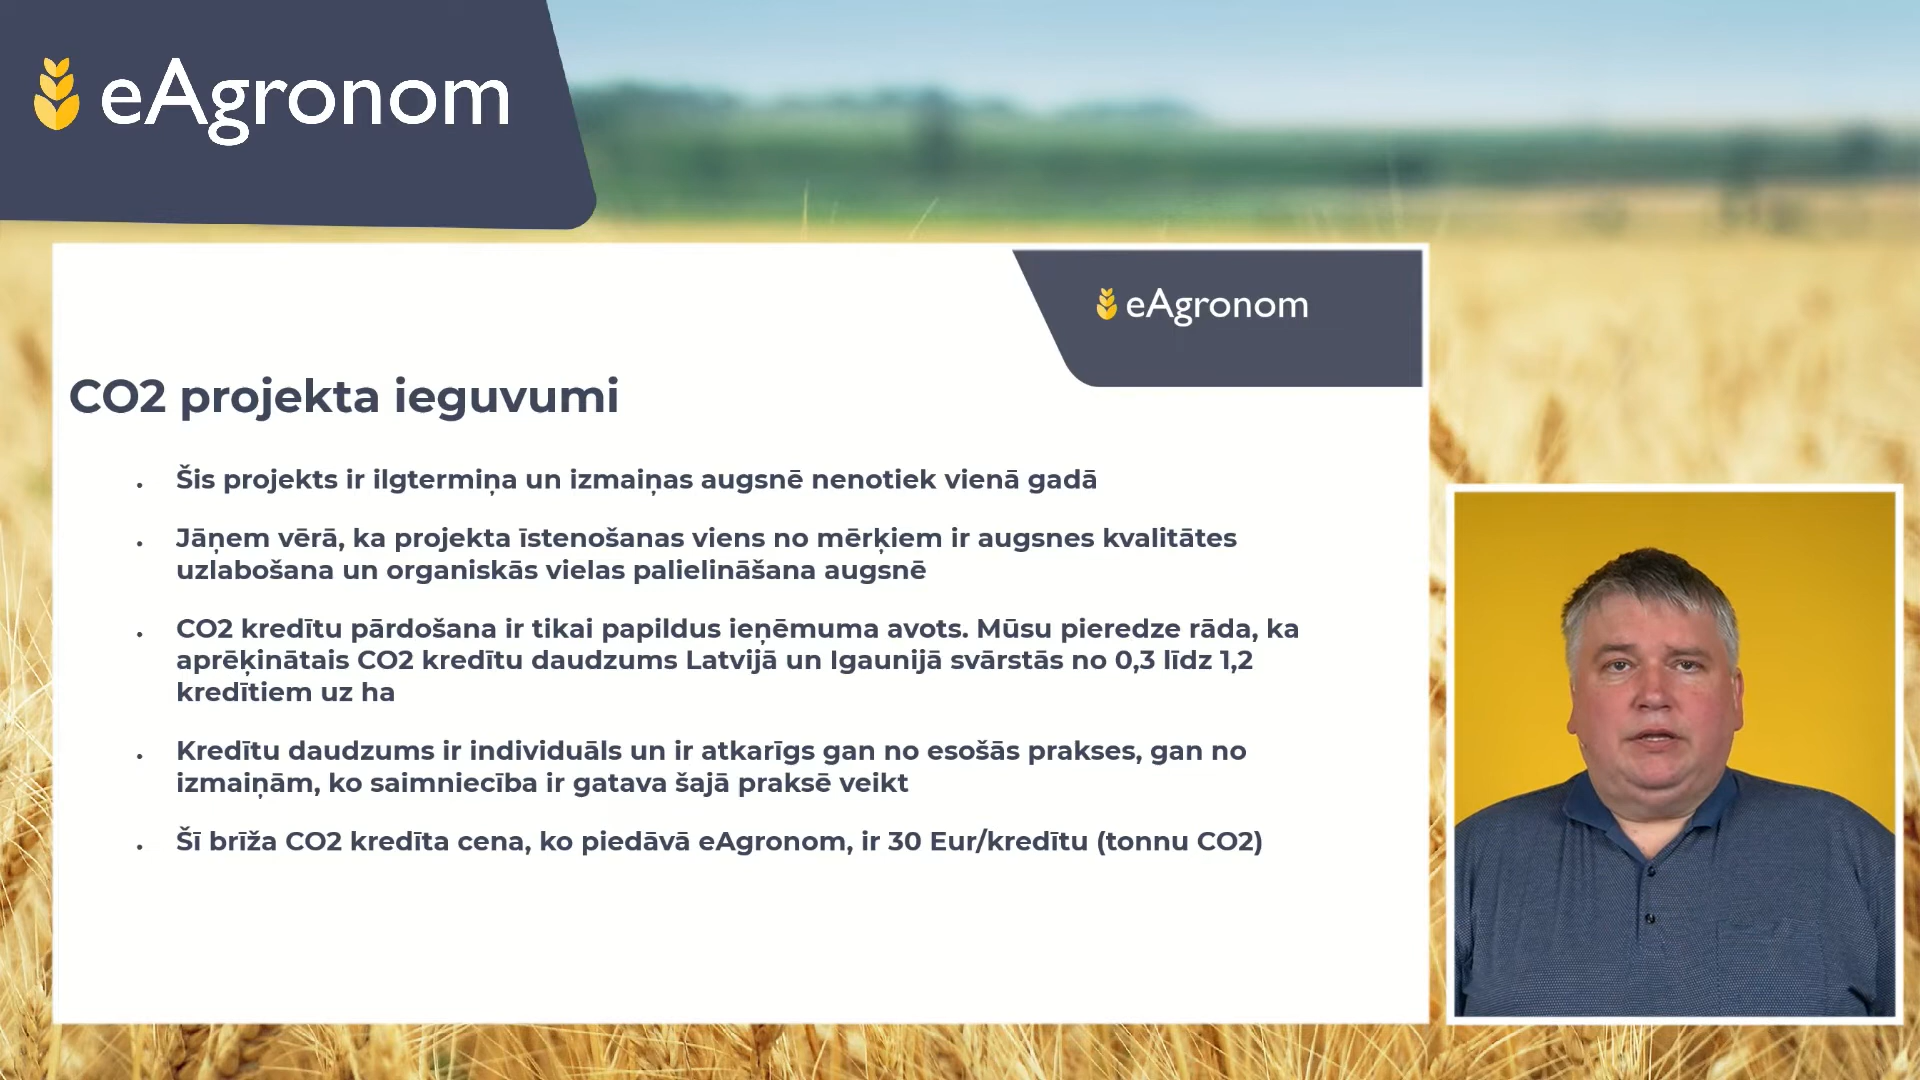 eAgronom
eAgronom
CO2 projekta ieguvumi
. Šis projekts ir ilgtermiņa un izmaiņas augsnē nenotiek vienā gadā
. Jāņem vērā, ka projekta īstenošanas viens no mērķiem ir augsnes kvalitātes
uzlabošana un organiskās vielas palielināšana augsnē
. CO2 kredītu pārdošana ir tikai papildus ieņēmuma avots. Mūsu pieredze rāda, ka
aprēķinātais CO2 kredītu daudzums Latvijā un Igaunijā svārstās no 0,3 līdz 1,2
kredītiem uz ha
. Kredītu daudzums ir individuāls un ir atkarīgs gan no esošās prakses, gan no
izmaiņām, ko saimniecība ir gatava šajā praksē veikt
. Šī brīža CO2 kredīta cena, ko piedāvā eAgronom, ir 30 Eur/kredītu (tonnu CO2)